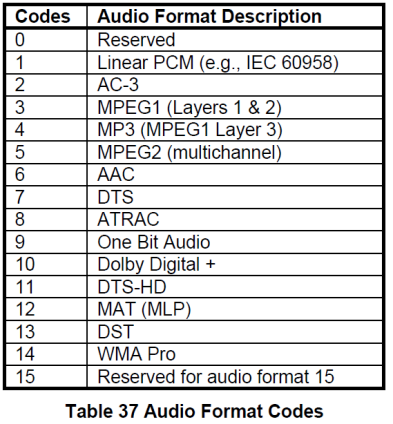 Codes Audio Format Description
0 Reserved
1 Linear PCM (e.g., IEC 60958)
2 AC-3
3 MPEG1 (Layers 1 & 2)
4 MP3 (MPEG1 Layer 3)
5 MPEG2 (multichannel)
6 AAC
7 DTS
8 ATRAC
9 One Bit Audio
10 Dolby Digital +
11 DTS-HD
12 MAT (MLP)
13 DST
14 WMA Pro
15 Reserved for audio format 15
Table 37 Audio Format Codes